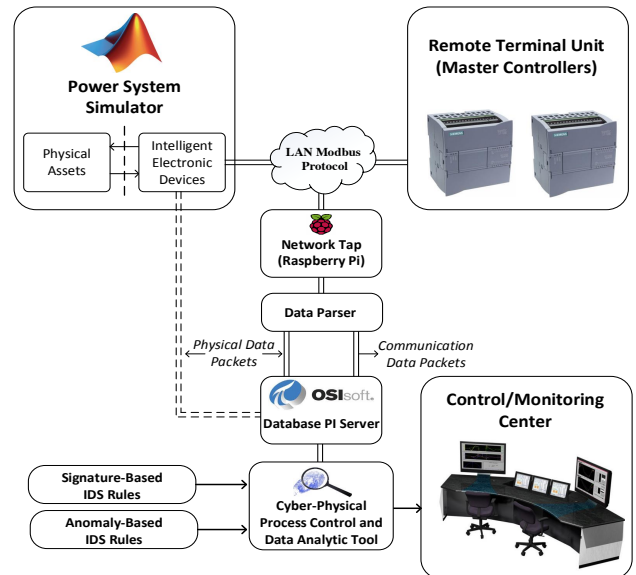 Power System
Simulator
Physical
Assets
Intelligent
Electronic
Devices
LAN Modbus
Protocol
Remote Terminal Unit
(Master Controllers)
Network Tap
(Raspberry Pi)
Data Parser
Physical Data
Packets
Communication
Data Packets
OSIsoft.
Database PI Server
Signature-Based
IDS Rules
Anomaly-Based
IDS Rules
Cyber-Physical
Process Control and
Data Analytic Tool
Control/Monitoring
Center